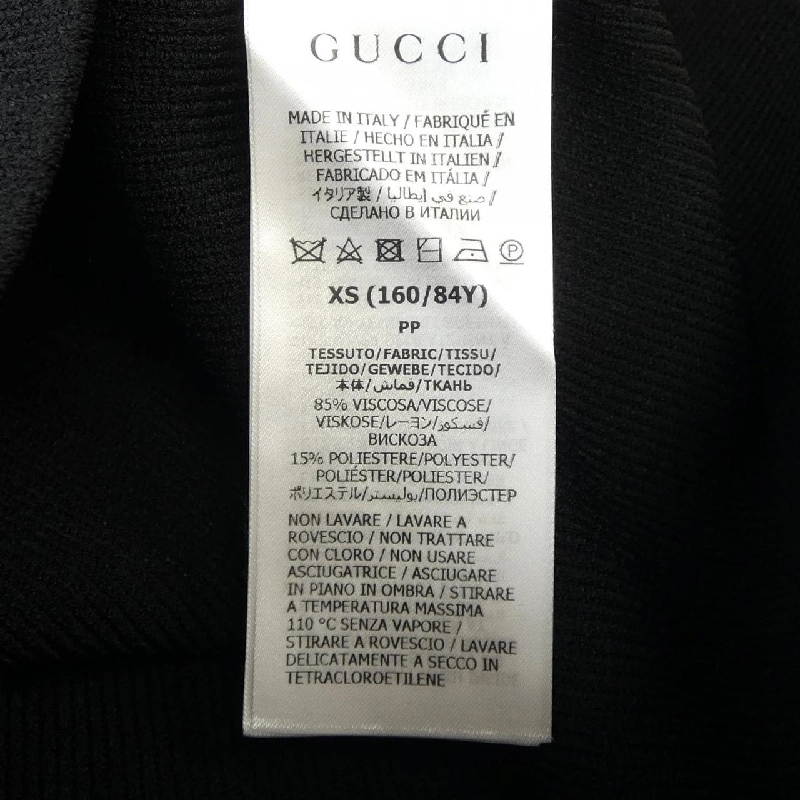 GUCCI
MADE IN ITALY / FABRIQUÉ EN
ITALIE / HECHO EN ITALIA /
HERGESTELLT IN ITALIEN /
FABRICADO EM ITÁLIA /
イタリア製 / صنع في إيطاليا /
СДЕЛАНО В ИТАЛИИ
P
XS (160/84Y)
PP
TESSUTO/FABRIC/TISSU/
TEJIDO/GEWEBE/TECIDO/
本体/قماش/ТКАНЬ
85% VISCOSA/VISCOSE/
VISKOSE/レーヨン/فسكوز/
ВИСКОЗА
15% POLIESTERE/POLYESTER/
POLIÉSTER/POLIESTER/
ポリエステル/بوليستر/ПОЛИЭСТЕР
NON LAVARE / LAVARE A
ROVESCIO / NON TRATTARE
CON CLORO / NON USARE
ASCIUGATRICE / ASCIUGARE
IN PIANO IN OMBRA / STIRARE
A TEMPERATURA MASSIMA
110 °C SENZA VAPORE /
STIRARE A ROVESCIO / LAVARE
DELICATAMENTE A SECCO IN
TETRACLOROETILENE